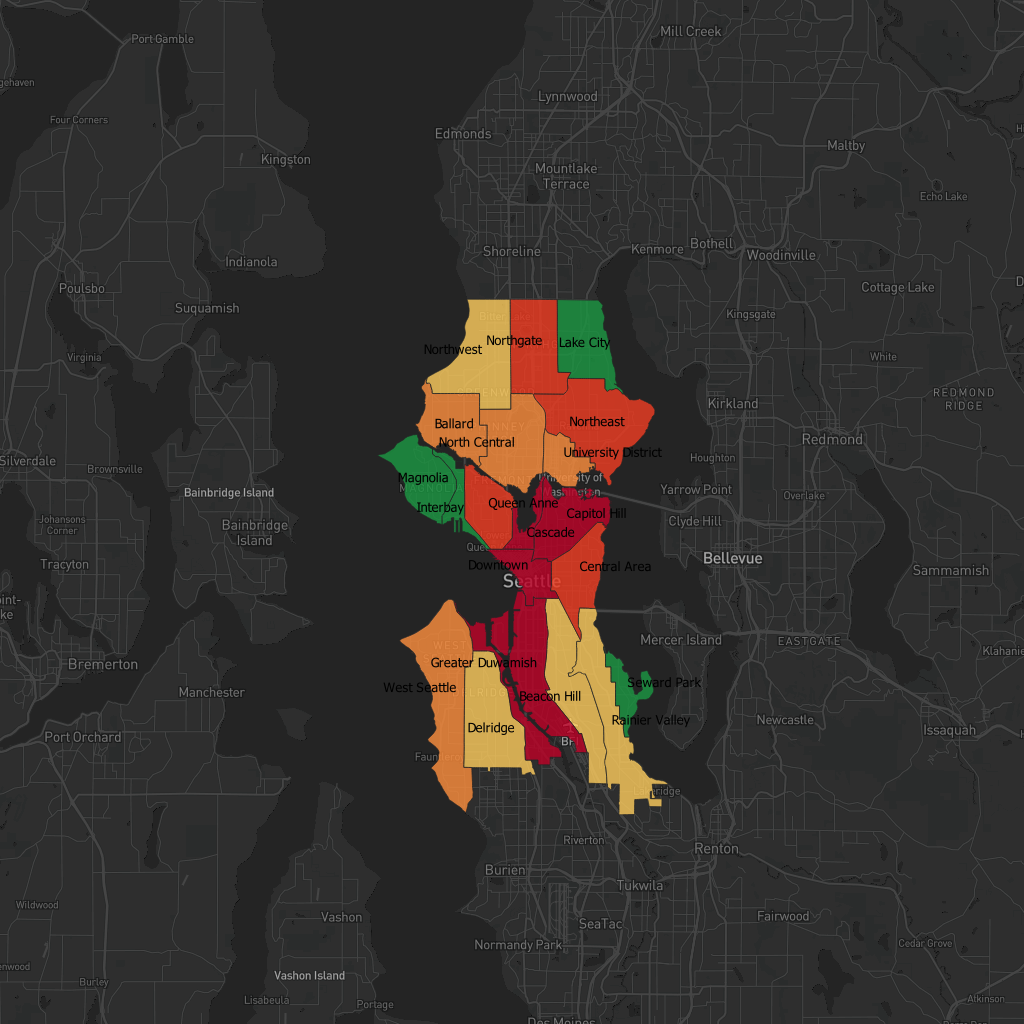 Port Gamble
Mill Creek
gehaven
Lynnwood
Four Corners
Edmonds
Maltby
Kingston
Mountlake
Terrace
Echo Lake
Shoreline
Kenmore
Bothell
Woodinville
Indianola
Poulsbo
Cottage Lake
Squamish
Kingsgate
Northgate
Lake City
Northwest
Virginia
White
REDMOND
RIDGE
Kirkland
Ballard
Northeast
North Central
Redmond
University District
Silverdale
Brownsville
Houghton
Magnolia
University of
Washington
Yarrow Point
Bainbridge Island
Overlake
Interbay
Queen Anne
Capitol Hill
Clyde Hill
Johansons
Corner
Bainbridge
Island
Cascade
Bellevue
Tracyton
Downtown
Central Area
Sammamish
Seattle
Mercer Island
EASTGATE
Bremerton
Greater Duwamish
West Seattle
Manchester
Seward Park
Beacon Hill
Rainier Valley
Newcastle
Delridge
Issaquah
Port Orchard
Riverton
Renton
Burien
Tukwila
Wildwood
Vashon
SeaTac
Fairwood
Normandy Park
Cedar Grove
Vashon Island
Burley
Lisabeula
Portage
Atkinson
Des Moines